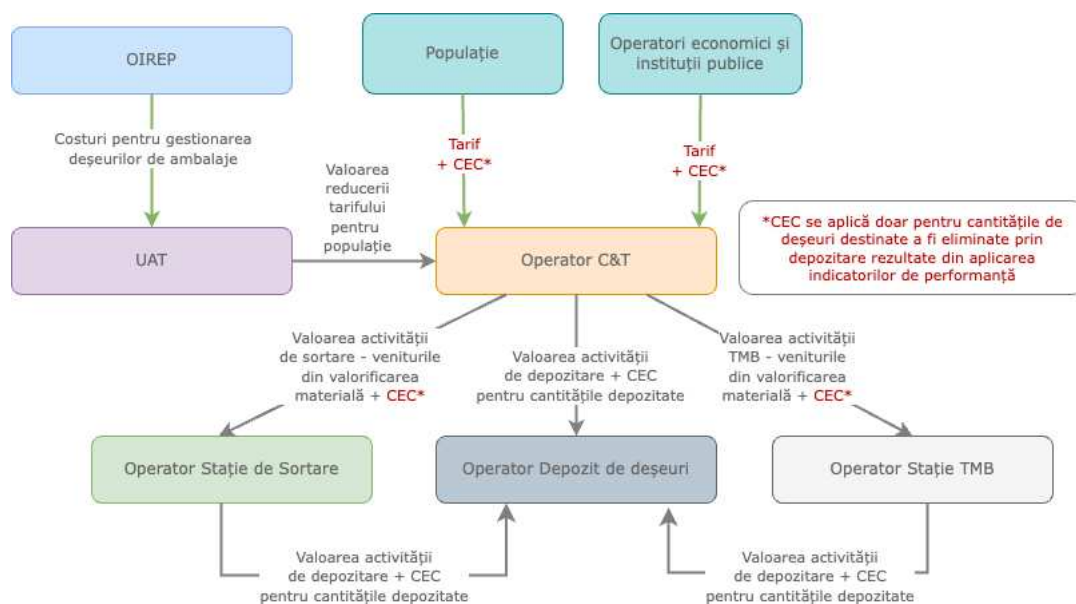 OIREP
Populație
Operatori economici și
instituții publice
Costuri pentru gestionarea
deșeurilor de ambalaje
Tarif
+ CEC*
Tarif
+ CEC*
Valoarea
reducerii
tarifului
pentru
populație
*CEC se aplică doar pentru cantitățile de
deșeuri destinate a fi eliminate prin
depozitare rezultate din aplicarea
indicatorilor de performanță
UAT
Operator C&T
Valoarea activității
de sortare - veniturile
din valorificarea
materială + CEC*
Valoarea activității
de depozitare + CEC
pentru cantitățile depozitate
Valoarea activității
TMB - veniturile
din valorificarea
materială + CEC*
Operator Stație de Sortare
Operator Depozit de deșeuri
Operator Stație TMB
Valoarea activității
de depozitare + CEC
pentru cantitățile depozitate
Valoarea activității
de depozitare + CEC
pentru cantitățile depozitate